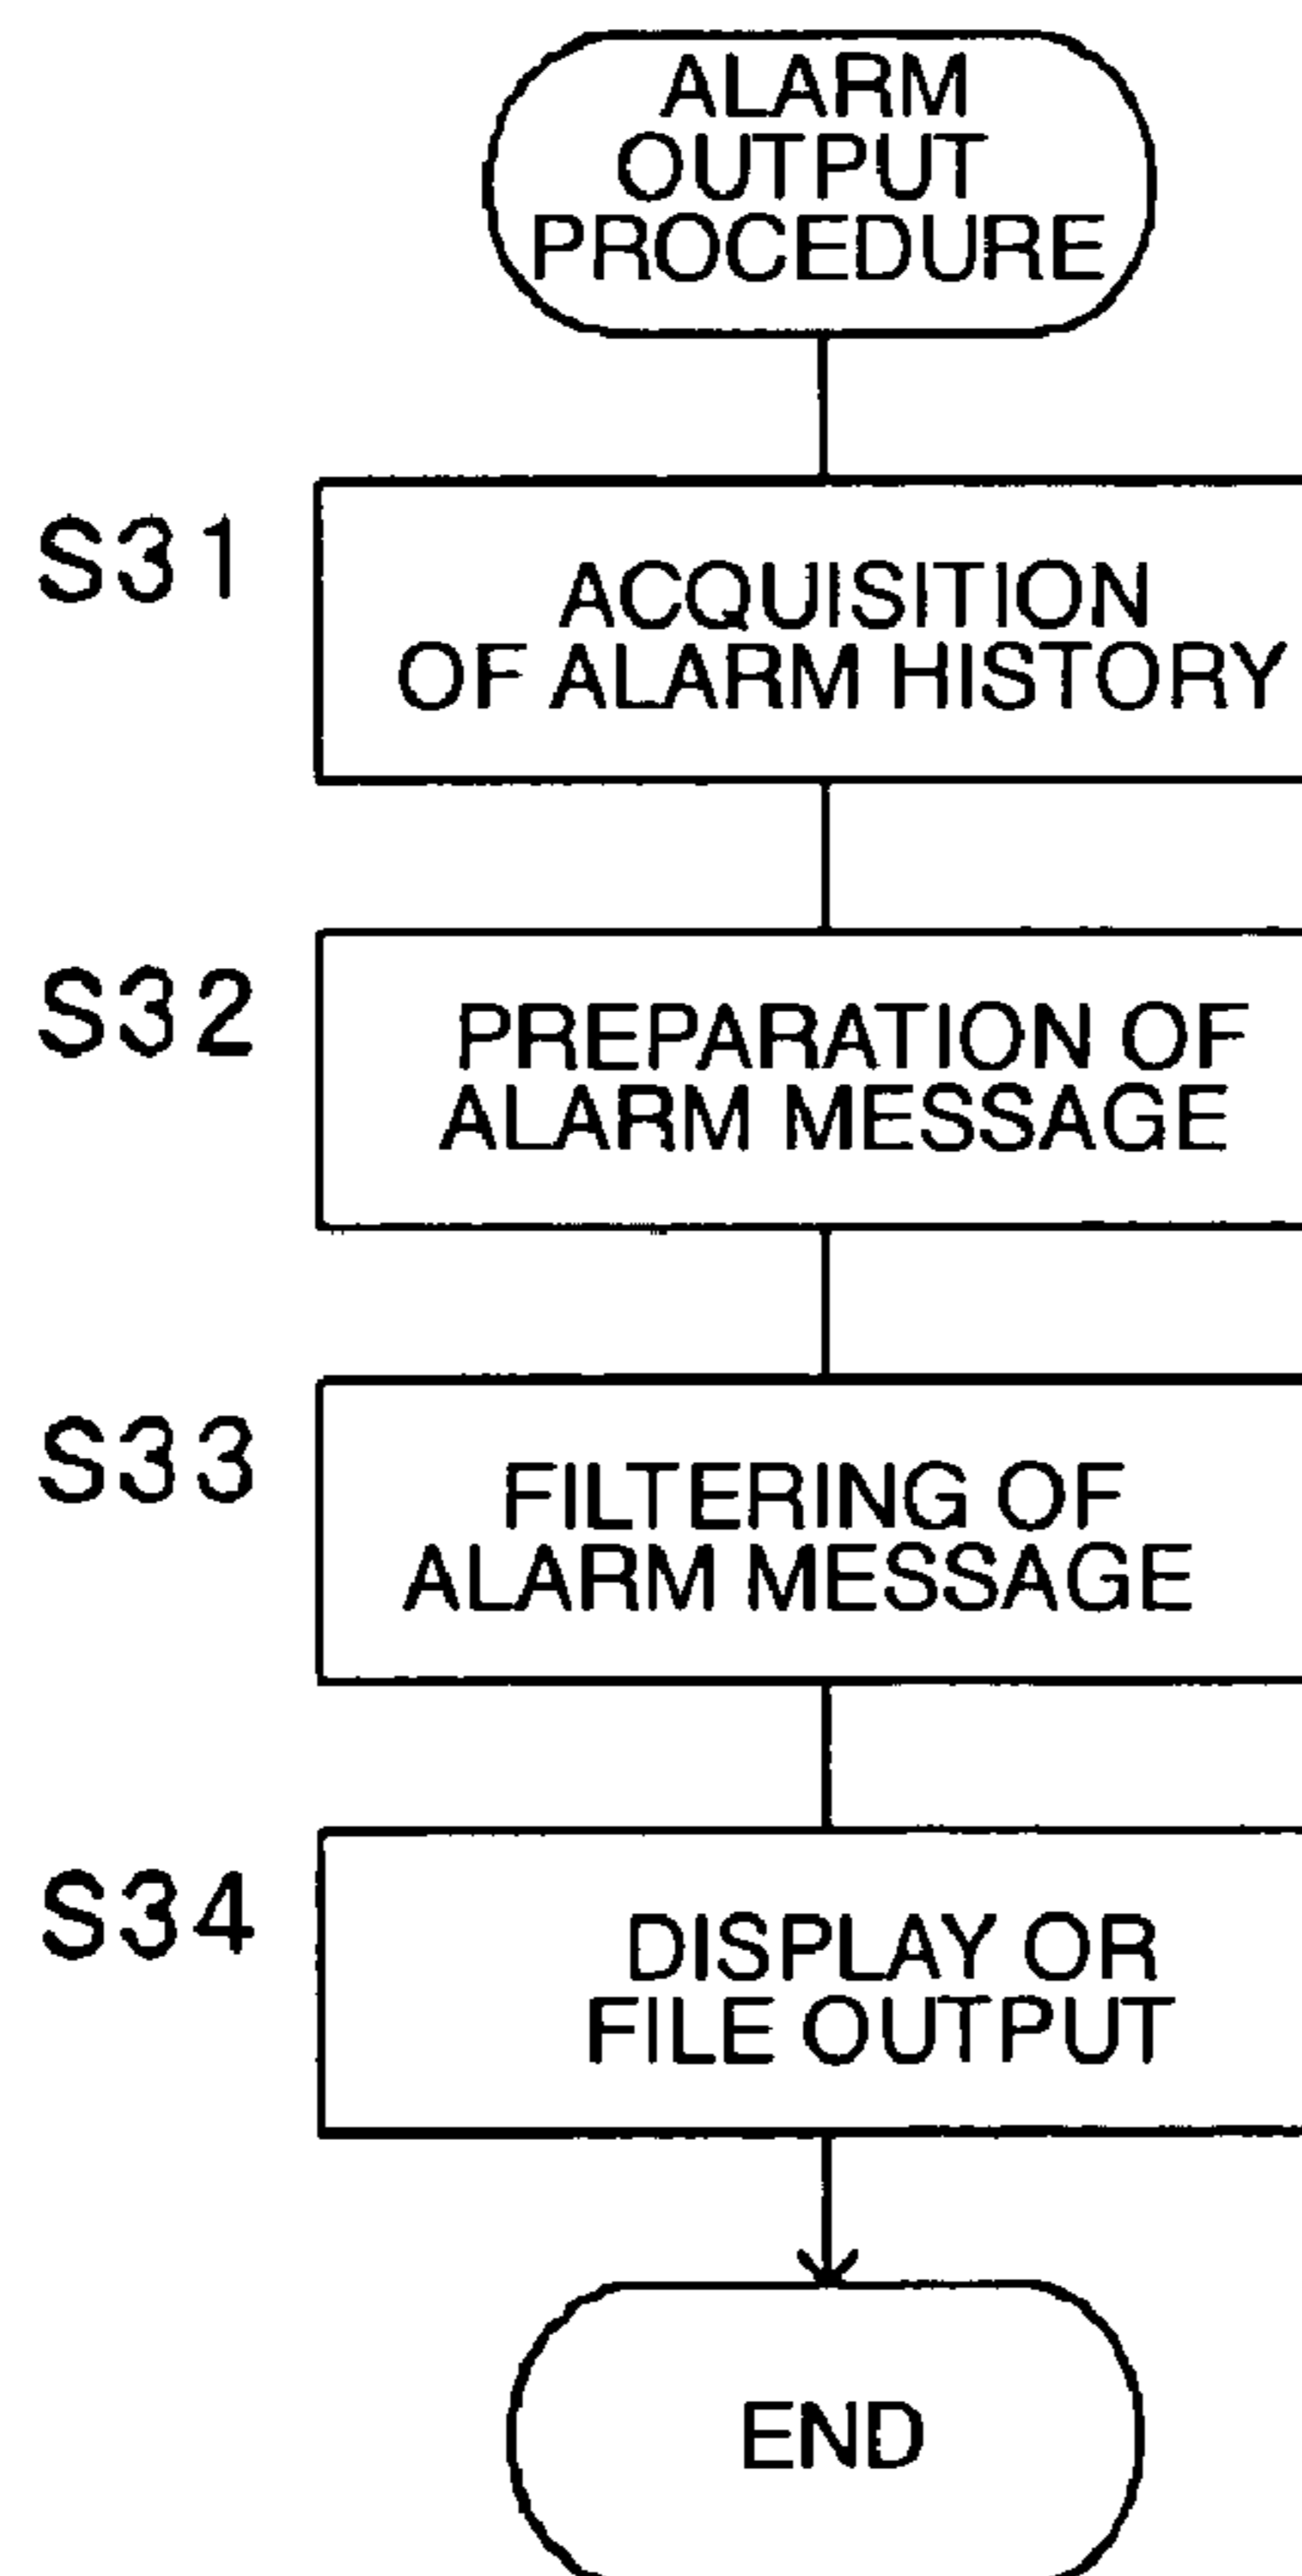 ALARM
OUTPUT
PROCEDURE
S31
ACQUISITION
OF ALARM HISTORY
S32
PREPARATION OF
ALARM MESSAGE
S33
FILTERING OF
ALARM MESSAGE
S34
DISPLAY OR
FILE OUTPUT
END